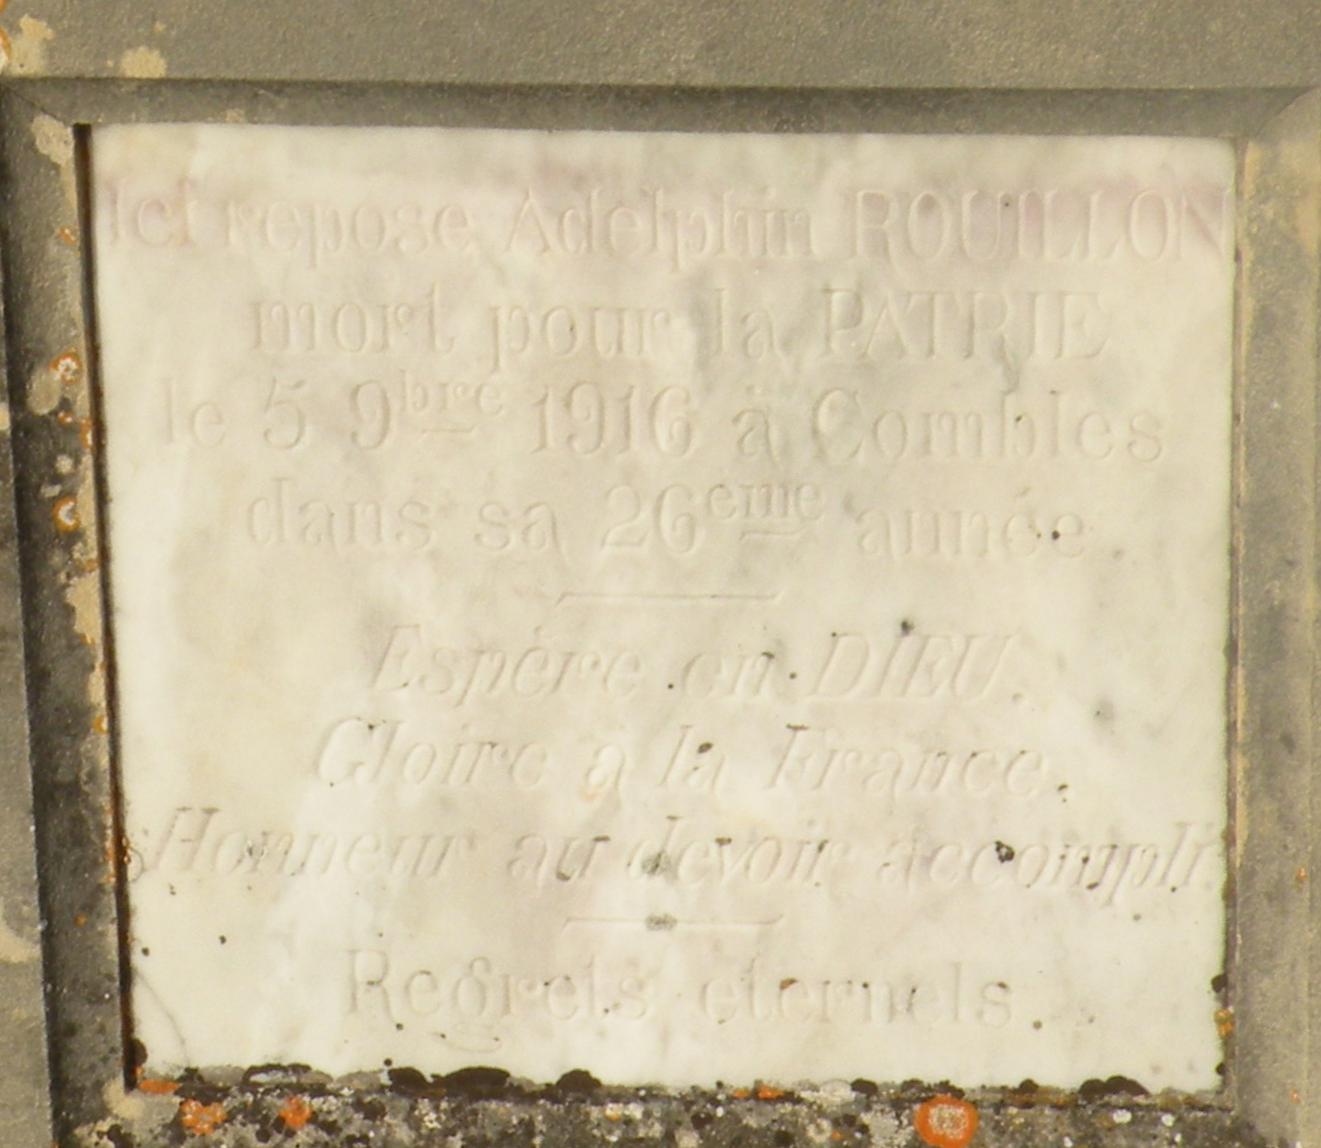 Ici repose Adelphin ROUILLON
mort pour la PATRIE
le 5 9bre 1916 à Combles
dans sa 26eme année
Espère en DIEU.
Gloire à la France.
Honneur au devoir accompli.
Regrets eternels